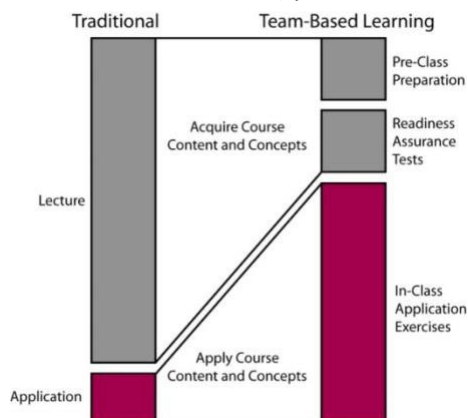 Traditional
Team-Based Learning
Pre-Class
Preparation
Acquire Course
Content and Concepts
Readiness
Assurance
Tests
Lecture
In-Class
Application
Exercises
Apply Course
Content and Concepts
Application